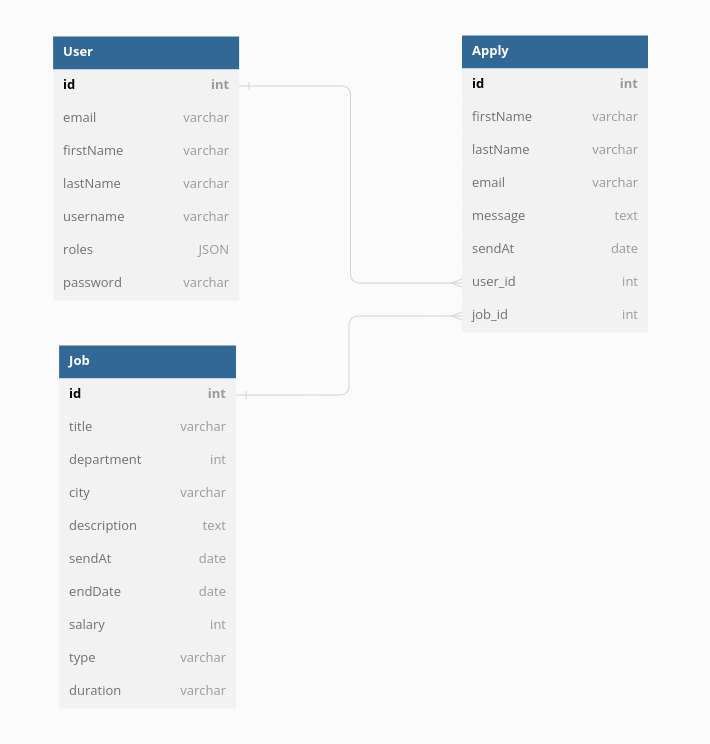 User
id int
email varchar
firstName varchar
lastName varchar
username varchar
roles JSON
password varchar
Apply
id int
firstName varchar
lastName varchar
email varchar
message text
sendAt date
user_id int
job_id int
Job
id int
title varchar
department int
city varchar
description text
sendAt date
endDate date
salary int
type varchar
duration varchar